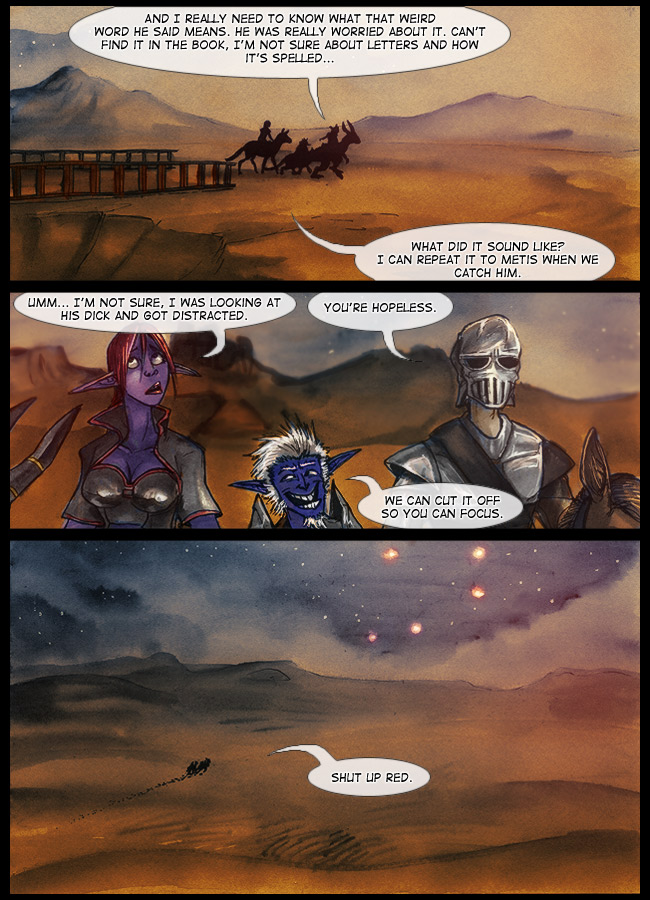 AND I REALLY NEED TO KNOW WHAT THAT WEIRD
WORD HE SAID MEANS. HE WAS REALLY WORRIED ABOUT IT. CAN'T
FIND IT IN THE BOOK, I'M NOT SURE ABOUT LETTERS AND HOW
IT'S SPELLED...
WHAT DID IT SOUND LIKE?
I CAN REPEAT IT TO METIS WHEN WE
CATCH HIM.
UMM... I'M NOT SURE, I WAS LOOKING AT
HIS DICK AND GOT DISTRACTED.
YOU'RE HOPELESS.
WE CAN CUT IT OFF
SO YOU CAN FOCUS.
SHUT UP RED.